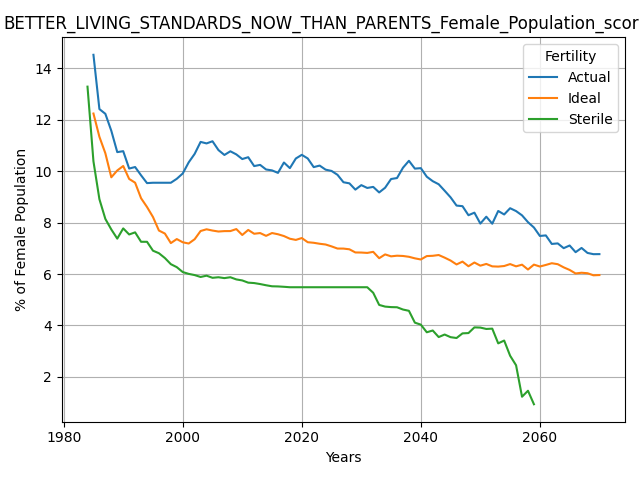 BETTER_LIVING_STANDARDS_NOW_THAN_PARENTS_Female_Population_scor
Fertility
Actual
Ideal
Sterile
% of Female Population
14
12
10
8
6
4
2
1980 2000 2020 2040 2060
Years